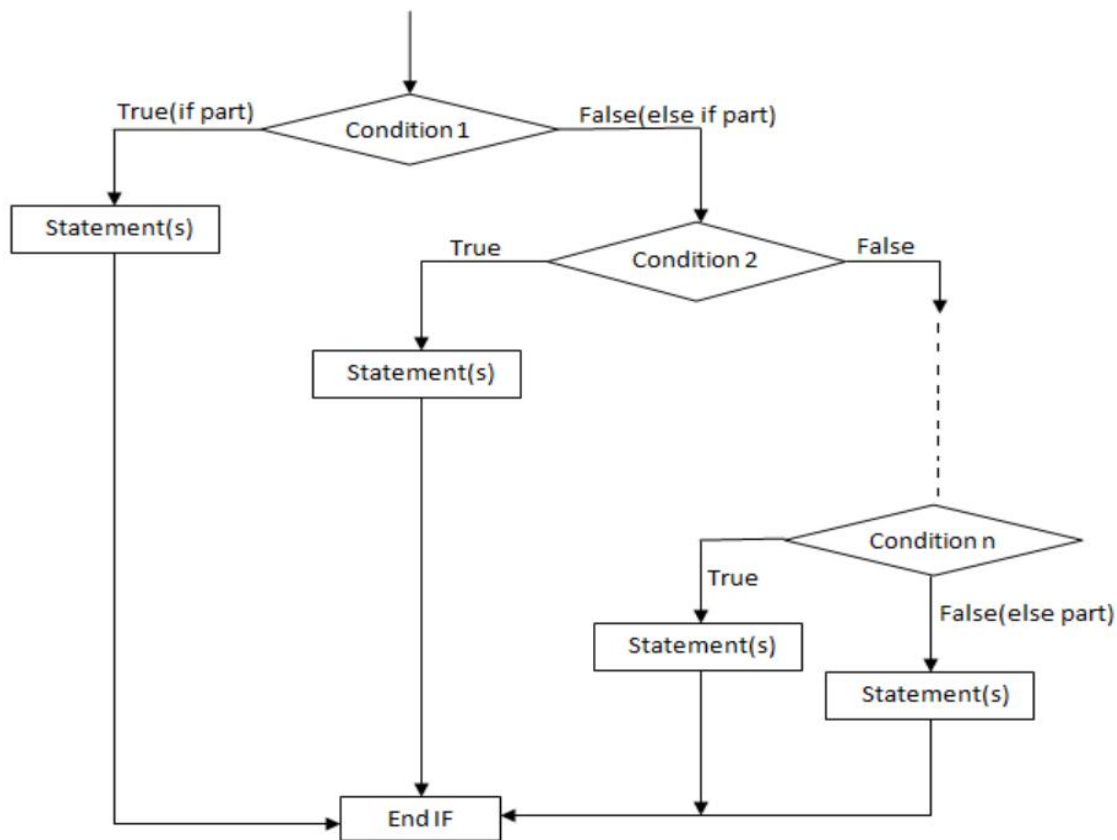 True(if part)
Condition 1
False(else if part)
Statement(s)
True
Condition 2
False
Statement(s)
Condition n
True
False(else part)
Statement(s)
Statement(s)
End IF